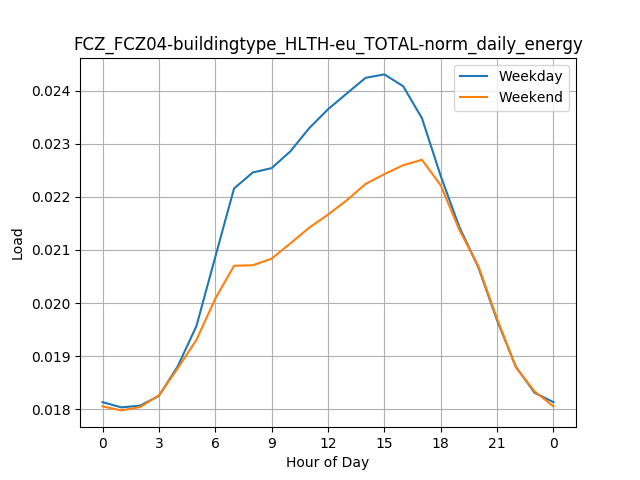 FCZ_FCZ04-buildingtype_HLTH-eu_TOTAL-norm_daily_energy
Weekday
Weekend
0.024
0.023
0.022
0.021
0.020
0.019
0.018
Load
0 3 6 9 12 15 18 21 0
Hour of Day